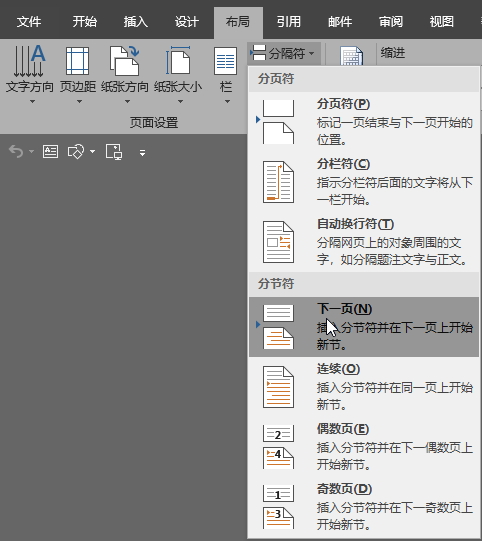 文件 开始 插入 设计 布局 引用 邮件 审阅 视图
文字方向 页边距 纸张方向 纸张大小 栏
分隔符 缩进
页面设置
分页符
分页符(P)
标记一页结束与下一页开始的
位置。
分栏符(C)
指示分栏符后面的文字将从下
一栏开始。
自动换行符(T)
分隔网页上的对象周围的文
字，如分隔题注文字与正文。
分节符
下一页(N)
插入分节符并在下一页上开始
新节。
连续(O)
插入分节符并在同一页上开始
新节。
2
4
偶数页(E)
插入分节符并在下一偶数页上
开始新节。
1
3
奇数页(D)
插入分节符并在下一奇数页上
开始新节。